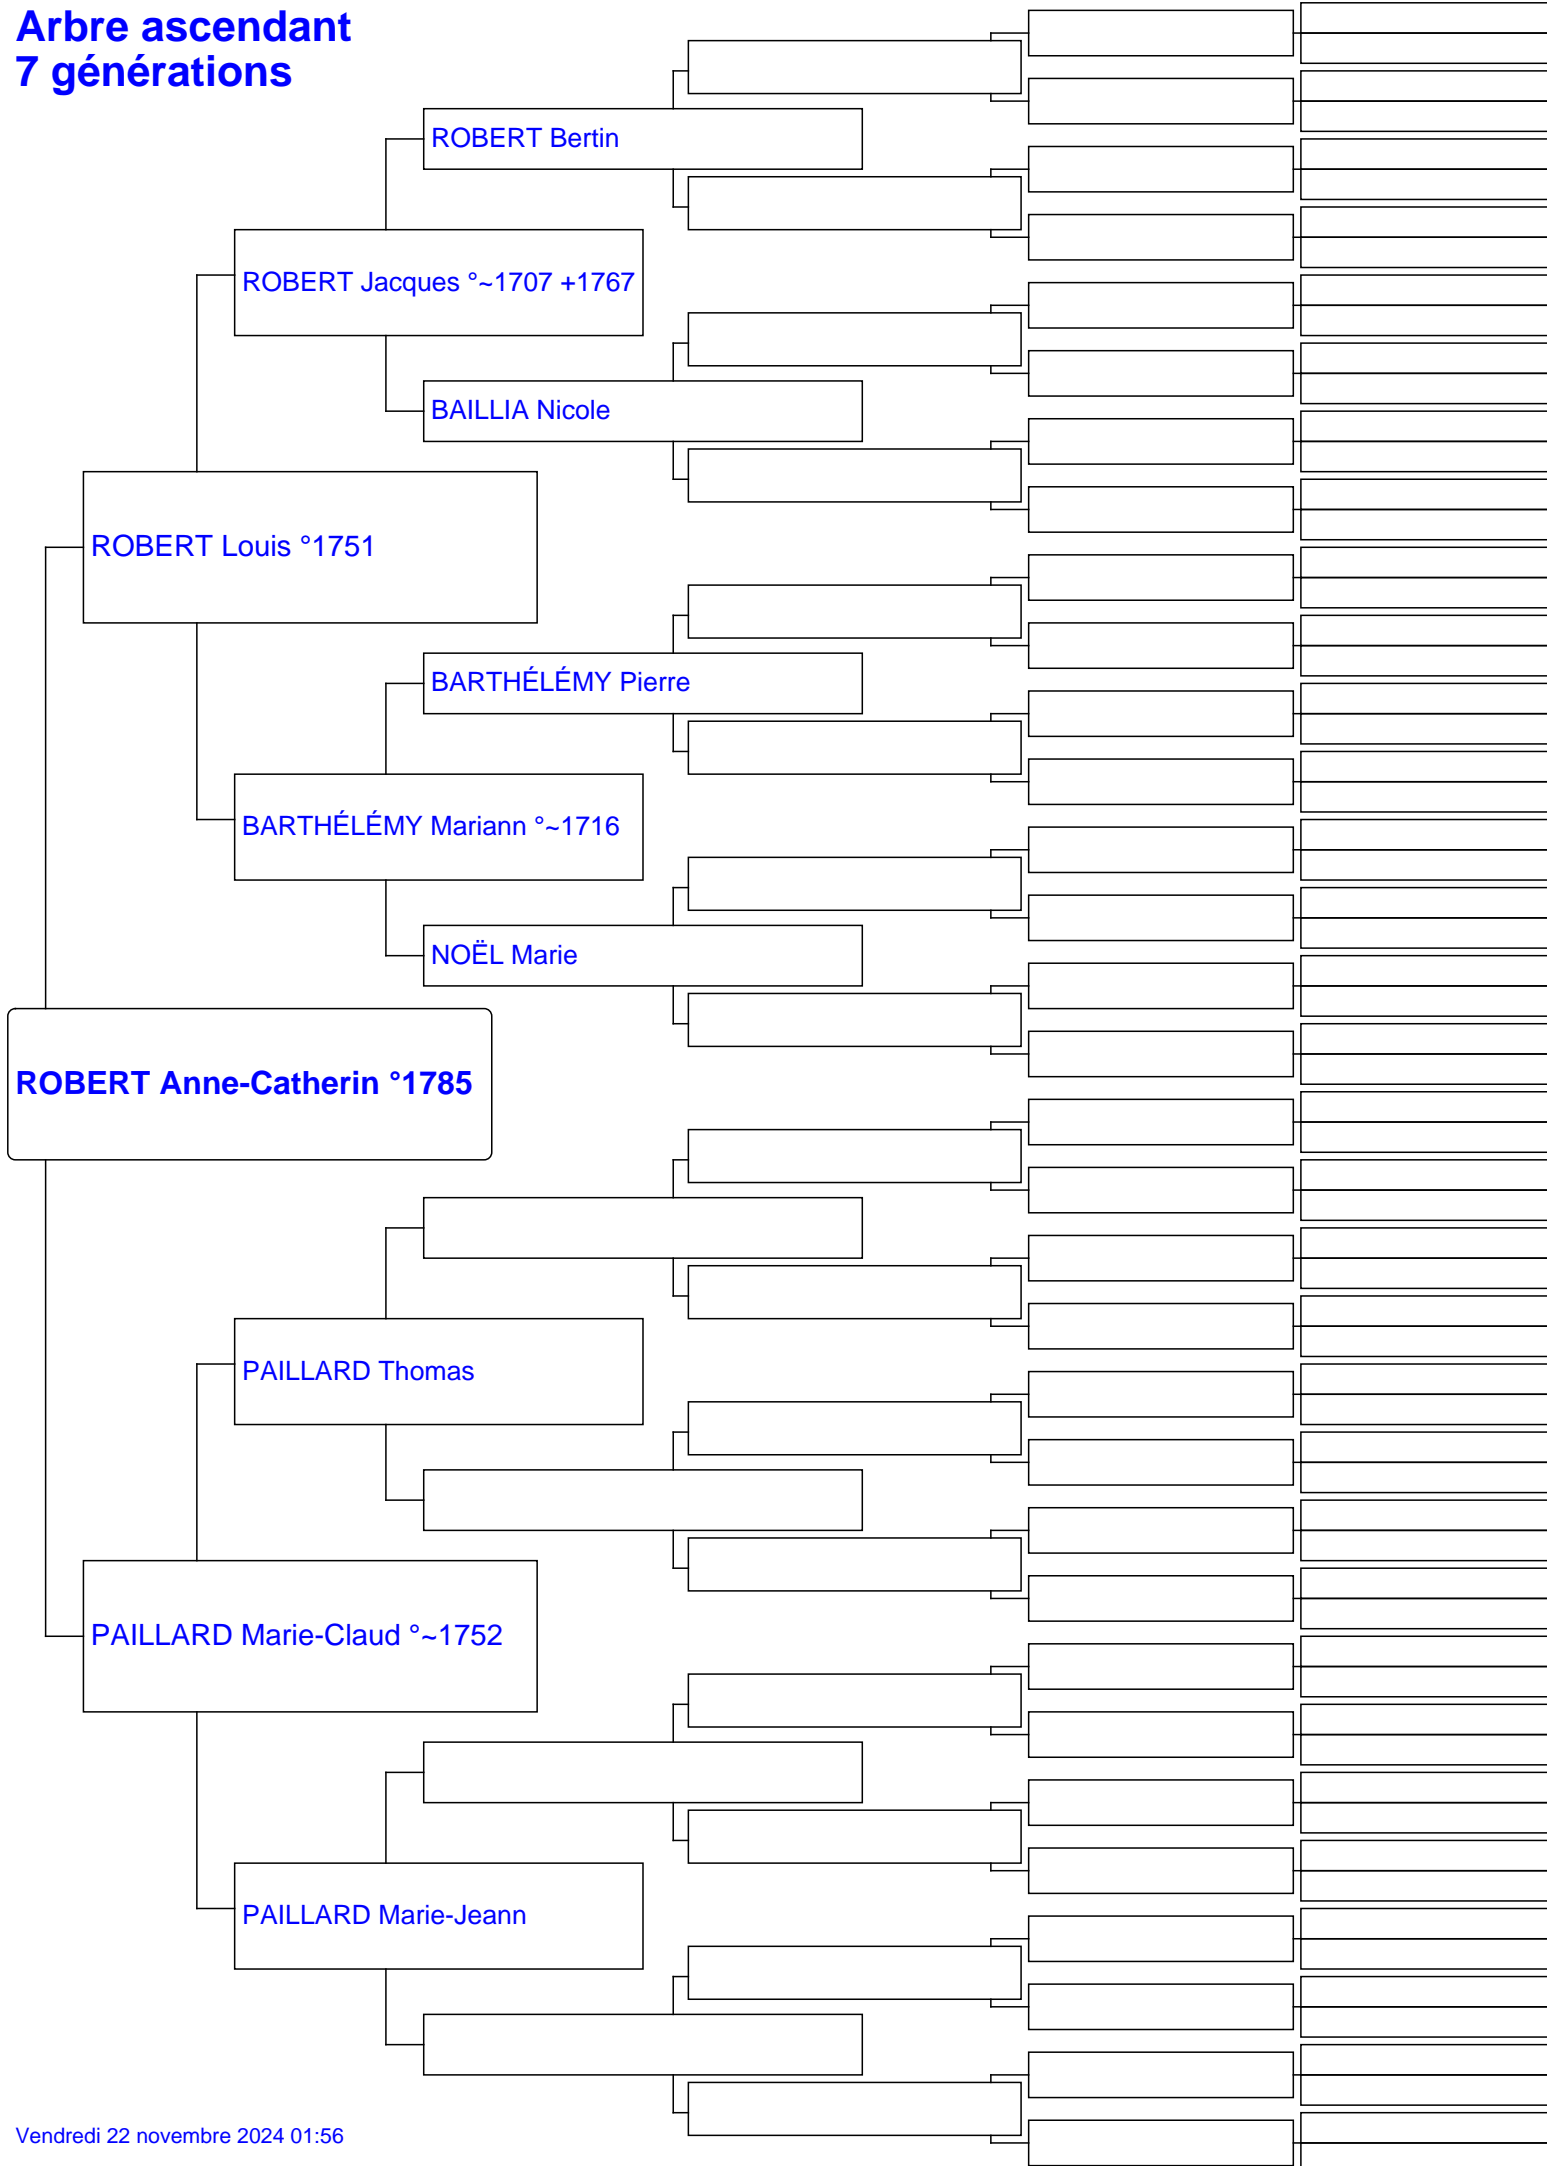 Arbre ascendant
7 générations
ROBERT Bertin
ROBERT Jacques °~1707 +1767
BAILLIA Nicole
ROBERT Louis °1751
BARTHÉLÉMY Pierre
BARTHÉLÉMY Mariann °~1716
NOËL Marie
ROBERT Anne-Catherin °1785
PAILLARD Thomas
PAILLARD Marie-Claud °~1752
PAILLARD Marie-Jeann
Vendredi 22 novembre 2024 01:56